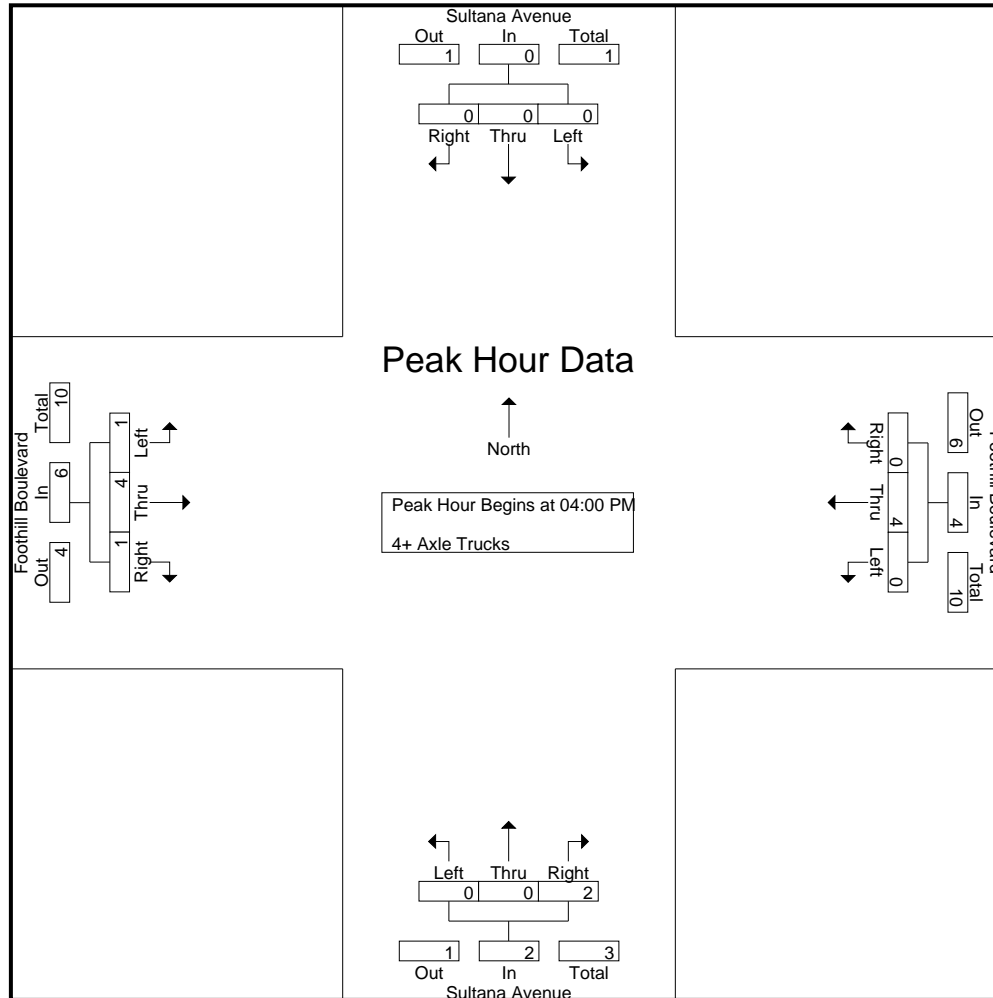 Sultana Avenue
Out In Total
1 0 1
0 0 0
Right Thru Left
Peak Hour Data
North
Peak Hour Begins at 04:00 PM
4+ Axle Trucks
Foothill Boulevard
Total In Out
10 6 4
1 4 1
Left Thru Right
Right Thru Left
0 4 0
6 4 10
Out In Total
Left Thru Right
0 0 2
1 2 3
Out In Total
Sultana Avenue